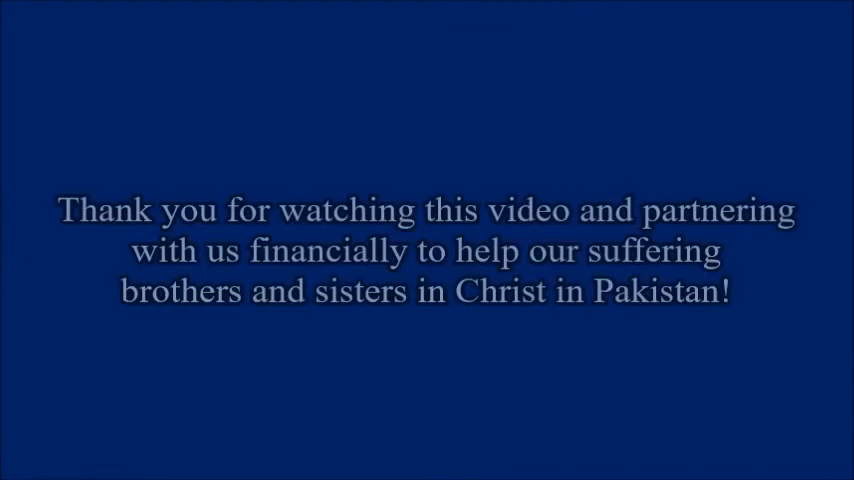 Thank you for watching this video and partnering
with us financially to help our suffering
brothers and sisters in Christ in Pakistan!